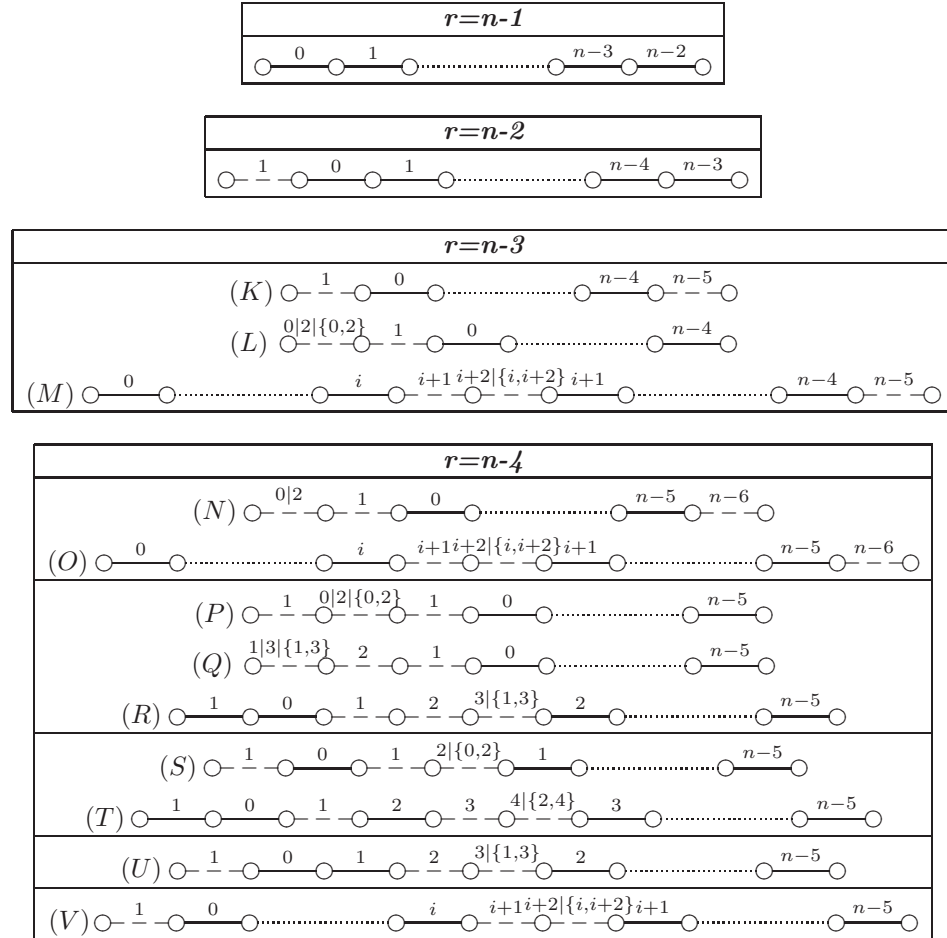 r=n-1
0 1 n−3 n−2
r=n-2
1 0 1 n−4 n−3
r=n-3
(K) 1 0 n−4 n−5
(L) 0|2|{0,2} 1 0 n−4
(M) 0 i i+1 i+2|{i,i+2} i+1 n−4 n−5
r=n-4
(N) 0|2 1 0 n−5 n−6
(O) 0 i i+1 i+2|{i,i+2} i+1 n−5 n−6
(P) 1 0|2|{0,2} 1 0 n−5
(Q) 1|3|{1,3} 2 1 0 n−5
(R) 1 0 1 2 3|{1,3} 2 n−5
(S) 1 0 1 2|{0,2} 1 n−5
(T) 1 0 1 2 3 4|{2,4} 3 n−5
(U) 1 0 1 2 3|{1,3} 2 n−5
(V) 1 0 i i+1 i+2|{i,i+2} i+1 n−5